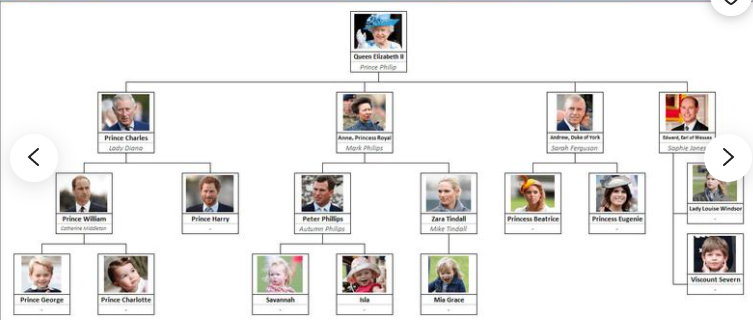 Queen Elizabeth II
Prince Philip
Prince Charles
Lady Diana
Anne, Princess Royal
Mark Philips
Andrew, Duke of York
Sarah Ferguson
Edward, Earl of Wessex
Sophie Jones
Prince William
Catherine Middleton
Prince Harry
-
Peter Phillips
Autumn Philips
Zara Tindall
Mike Tindall
Princess Beatrice
-
Princess Eugenie
-
Lady Louise Windsor
-
Viscount Severn
-
Prince George
-
Prince Charlotte
-
Savannah
-
Isla
-
Mia Grace
-